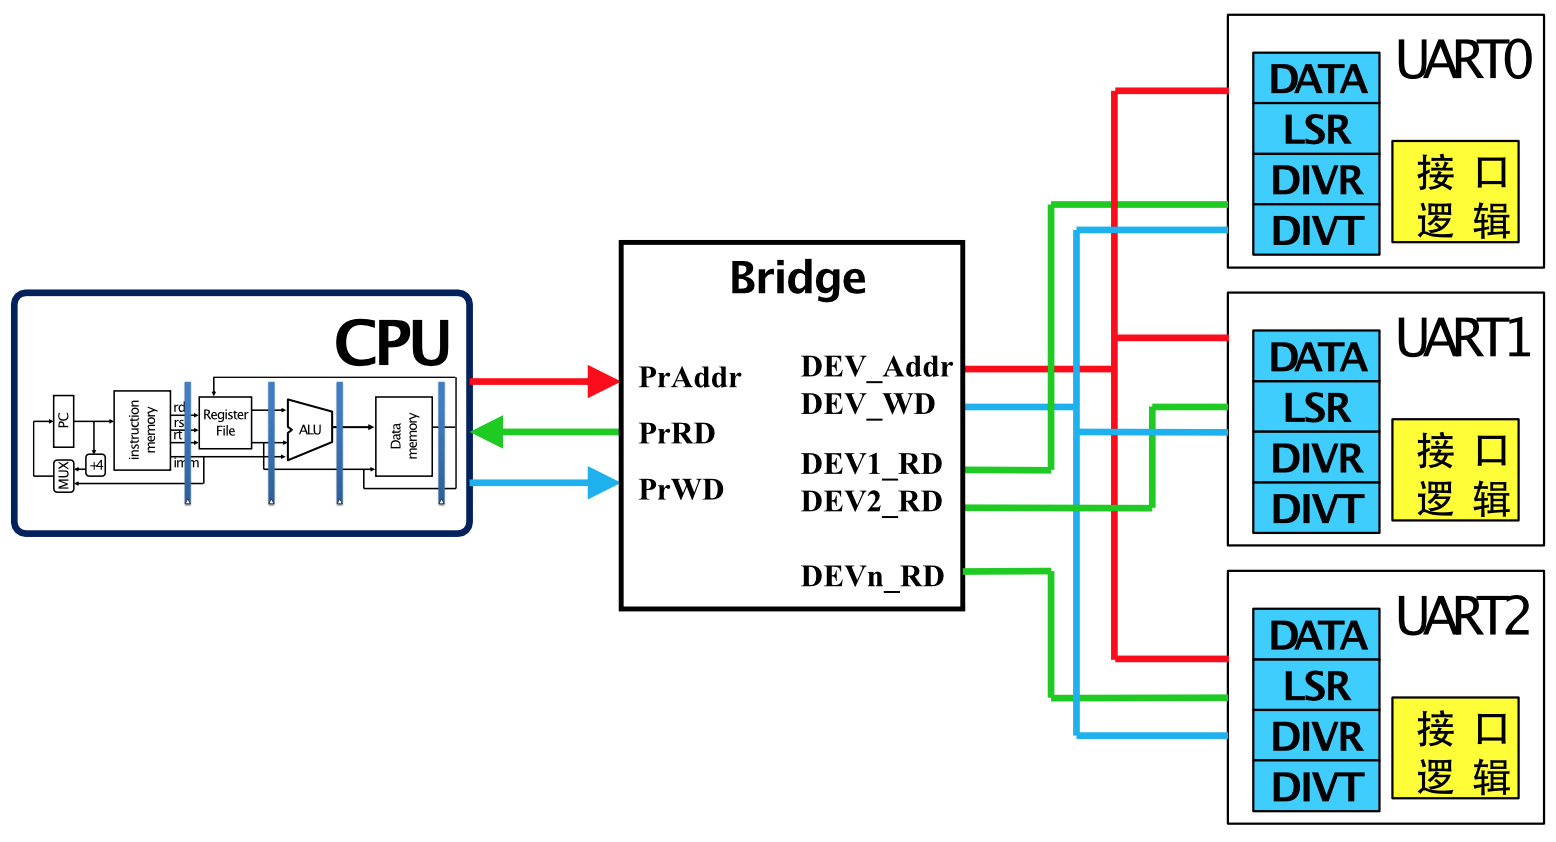 CPU
PC
MUX
+4
instruction
memory
rd
rs
rt
imm
Register
File
ALU
Data
memory
Bridge
PrAddr
PrRD
PrWD
DEV_Addr
DEV_WD
DEV1_RD
DEV2_RD
DEVn_RD
UART0
DATA
LSR
DIVR
DIVT
接 口
逻 辑
UART1
DATA
LSR
DIVR
DIVT
接 口
逻 辑
UART2
DATA
LSR
DIVR
DIVT
接 口
逻 辑